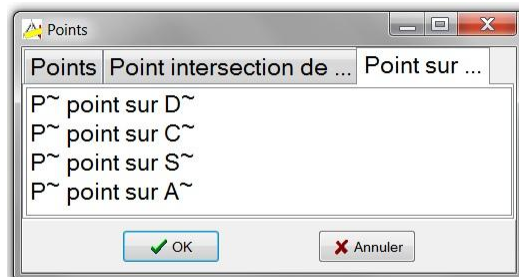 Points
Points Point intersection de ... Point sur ...
P~ point sur D~
P~ point sur C~
P~ point sur S~
P~ point sur A~
OK Annuler